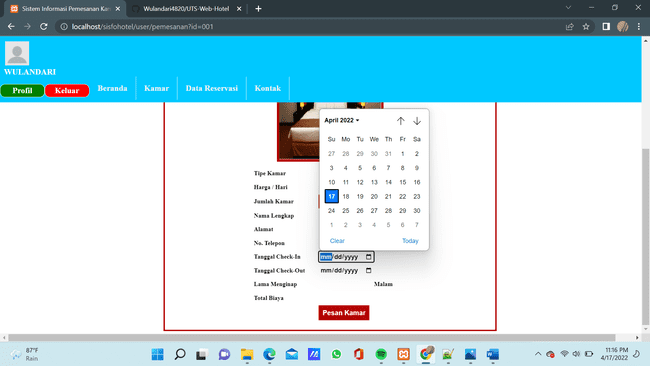 Sistem Informasi Pemesanan Kam
Wulandari4820/UTS-Web-Hotel
localhost/sisfohotel/user/pemesanan?id=001
WULANDARI
Profil Keluar Beranda Kamar Data Reservasi Kontak
April 2022
Su Mo Tu We Th Fr Sa
27 28 29 30 31 1 2
3 4 5 6 7 8 9
10 11 12 13 14 15 16
17 18 19 20 21 22 23
24 25 26 27 28 29 30
1 2 3 4 5 6 7
Clear Today
Tipe Kamar
Harga / Hari
Jumlah Kamar
Nama Lengkap
Alamat
No. Telepon
Tanggal Check-In mm/dd/yyyy
Tanggal Check-Out mm/dd/yyyy
Lama Menginap Malam
Total Biaya
Pesan Kamar
87°F
Rain
11:16 PM
4/17/2022